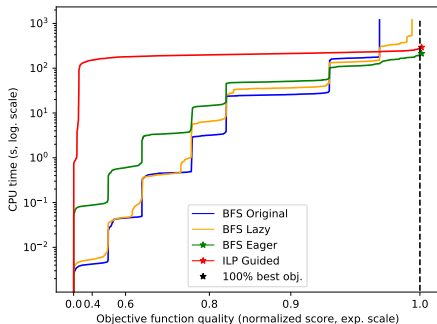 CPU time (s, log. scale)
10³
10²
10¹
10⁰
10⁻¹
10⁻²
BFS Original
BFS Lazy
BFS Eager
ILP Guided
100% best obj.
0.0 0.4 0.6 0.8 0.9 1.0
Objective function quality (normalized score, exp. scale)